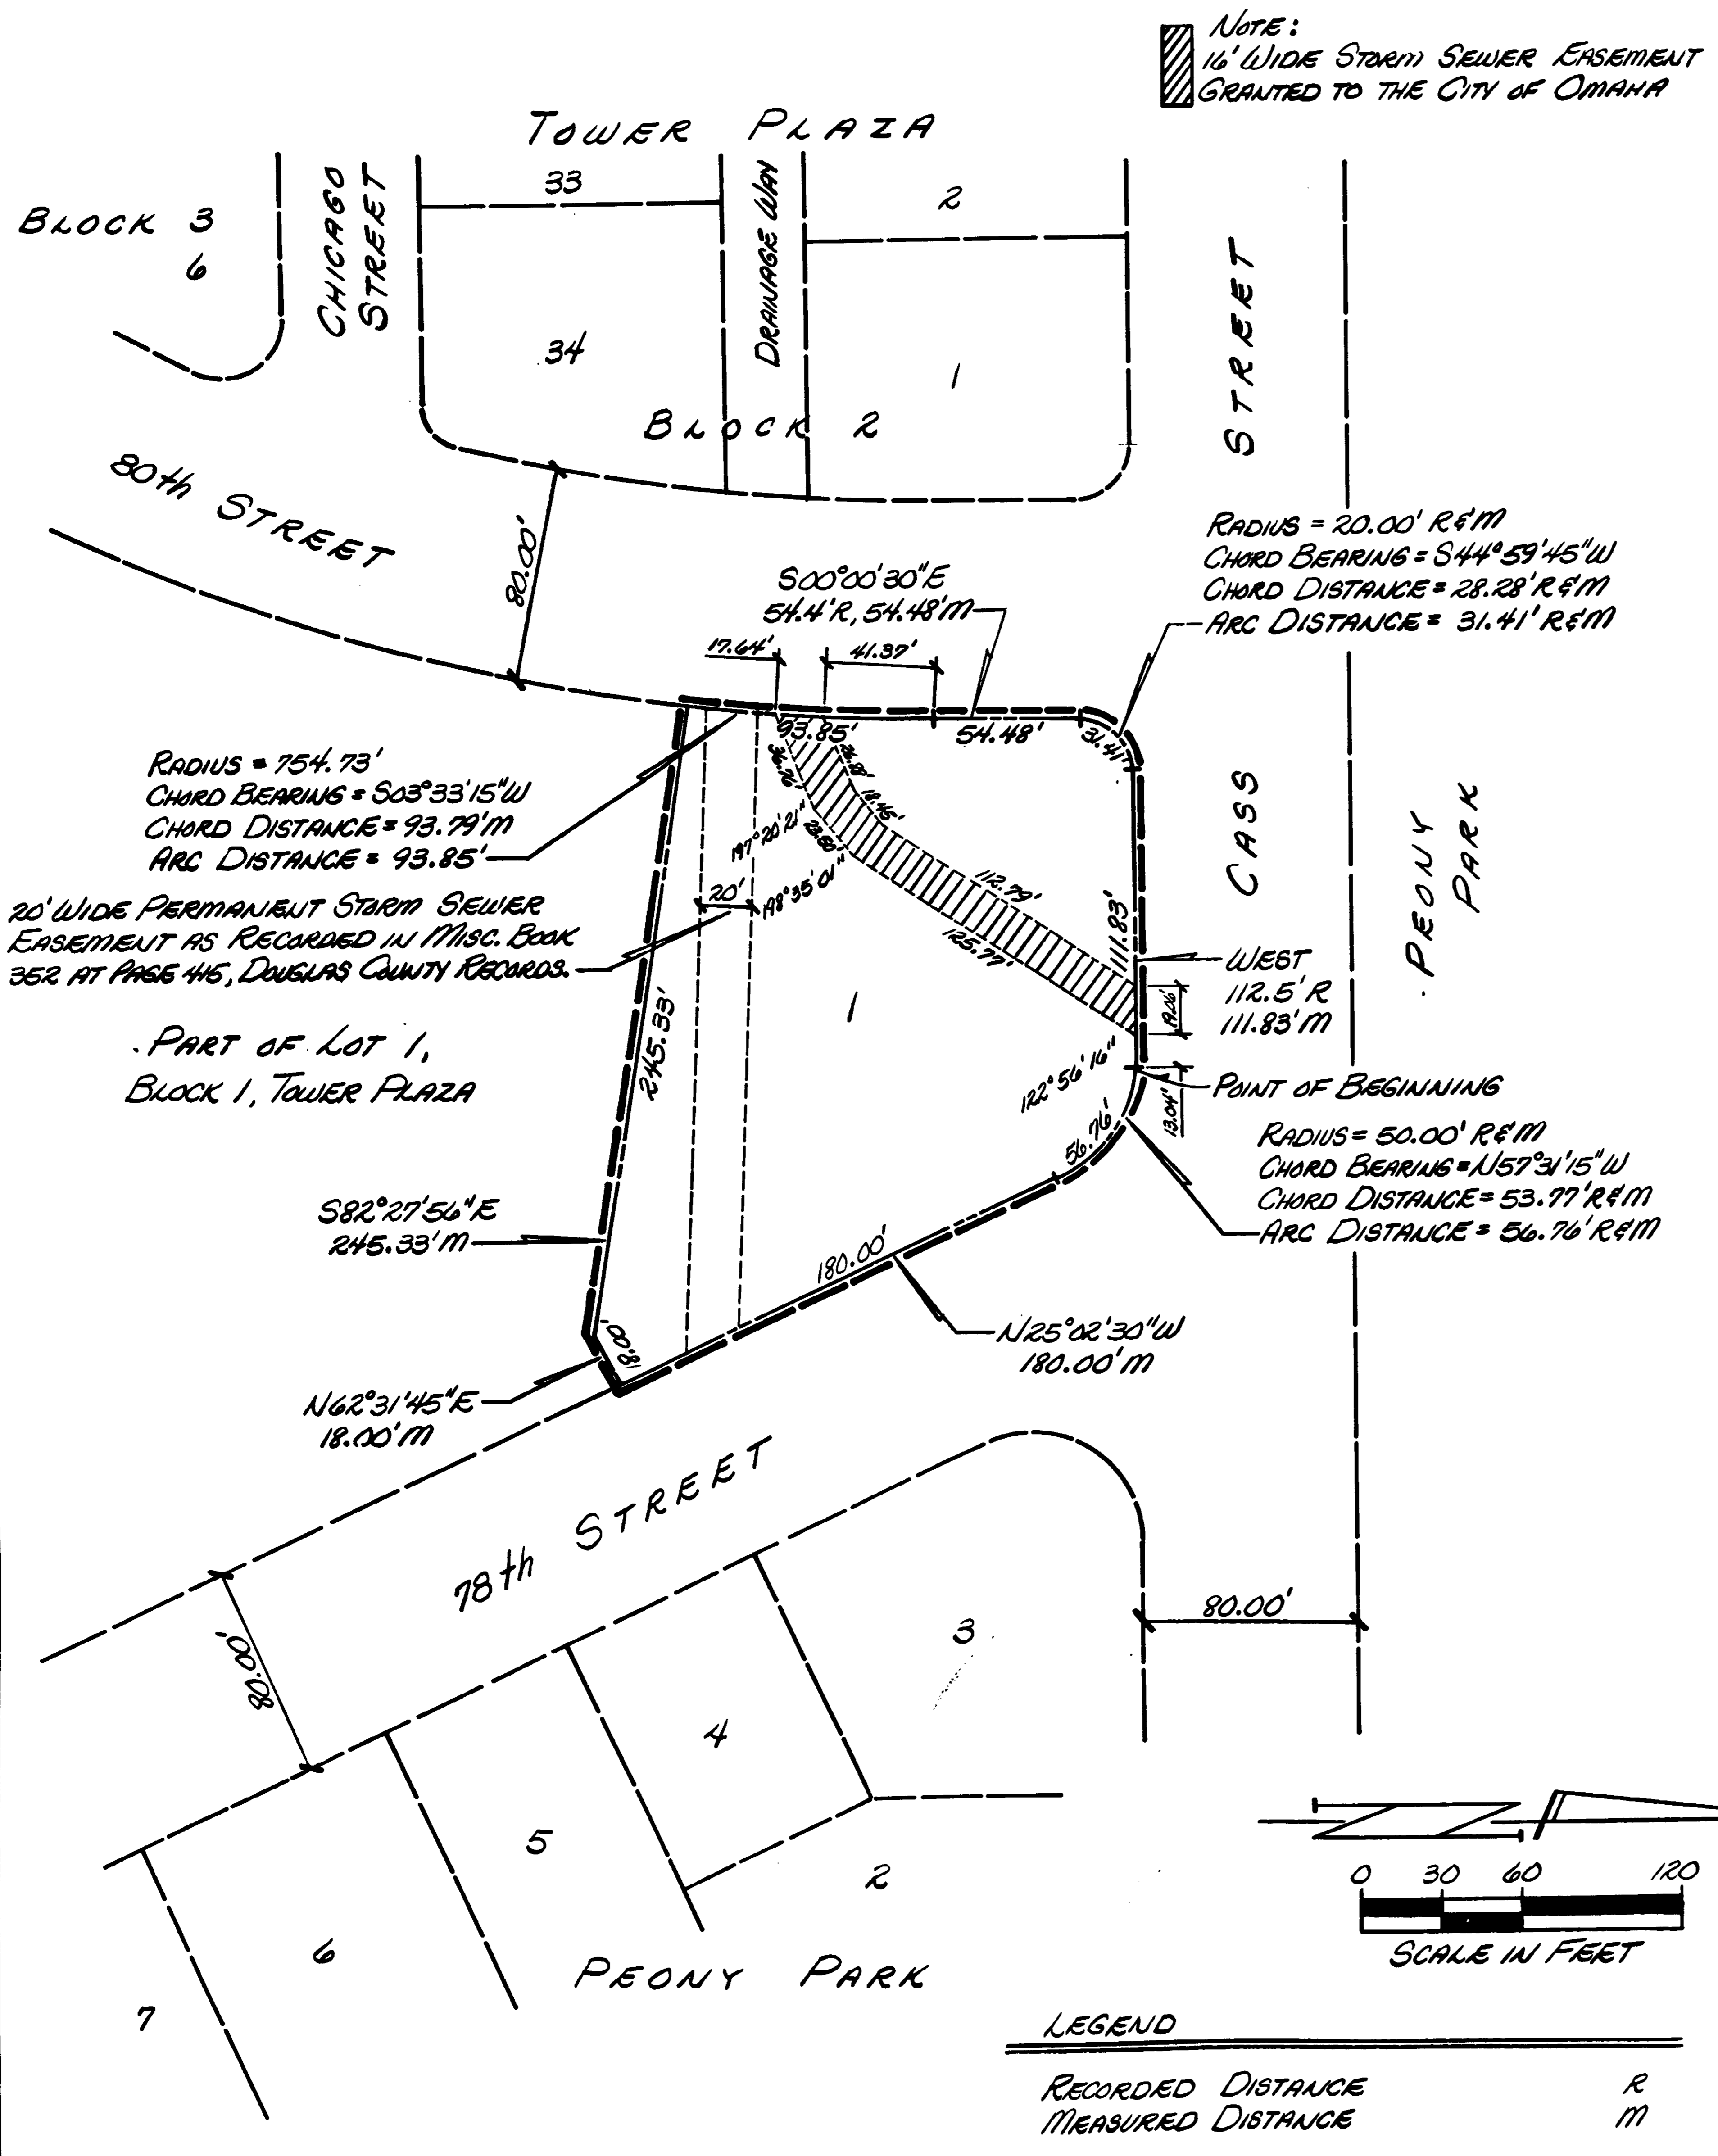 NOTE:
16' WIDE STORM SEWER EASEMENT
GRANTED TO THE CITY OF OMAHA
TOWER PLAZA
BLOCK 3
6
CHICAGO
STREET
33
34
DRAINAGE WAY
2
1
BLOCK 2
80th STREET
80.00'
CASS STREET
PEONY
PARK
RADIUS = 20.00' R&M
CHORD BEARING = S44°59'45"W
CHORD DISTANCE = 28.28' R&M
ARC DISTANCE = 31.41' R&M
S00°00'30"E
54.4'R, 54.48'M
17.64'
41.37'
93.85'
54.48'
31.41'
RADIUS = 754.73'
CHORD BEARING = S03°33'15"W
CHORD DISTANCE = 93.79'M
ARC DISTANCE = 93.85'
18.45'
197°20'21"
23.50'
198°35'01"
20'
112.79'
125.77'
111.83'
20' WIDE PERMANENT STORM SEWER
EASEMENT AS RECORDED IN MISC. BOOK
352 AT PAGE 415, DOUGLAS COUNTY RECORDS.
WEST
112.5'R
111.83'M
19.06'
245.33'
1
.PART OF LOT 1,
BLOCK 1, TOWER PLAZA
122°56'16"
13.04'
POINT OF BEGINNING
56.76'
RADIUS = 50.00' R&M
CHORD BEARING = N57°31'15"W
CHORD DISTANCE = 53.77' R&M
ARC DISTANCE = 56.76' R&M
S82°27'56"E
245.33'M
180.00'
N25°02'30"W
180.00'M
18.00'
N62°31'45"E
18.00'M
78th STREET
80.00'
80.00'
3
4
5
2
6
7
PEONY PARK
0 30 60 120
SCALE IN FEET
LEGEND
RECORDED DISTANCE R
MEASURED DISTANCE M